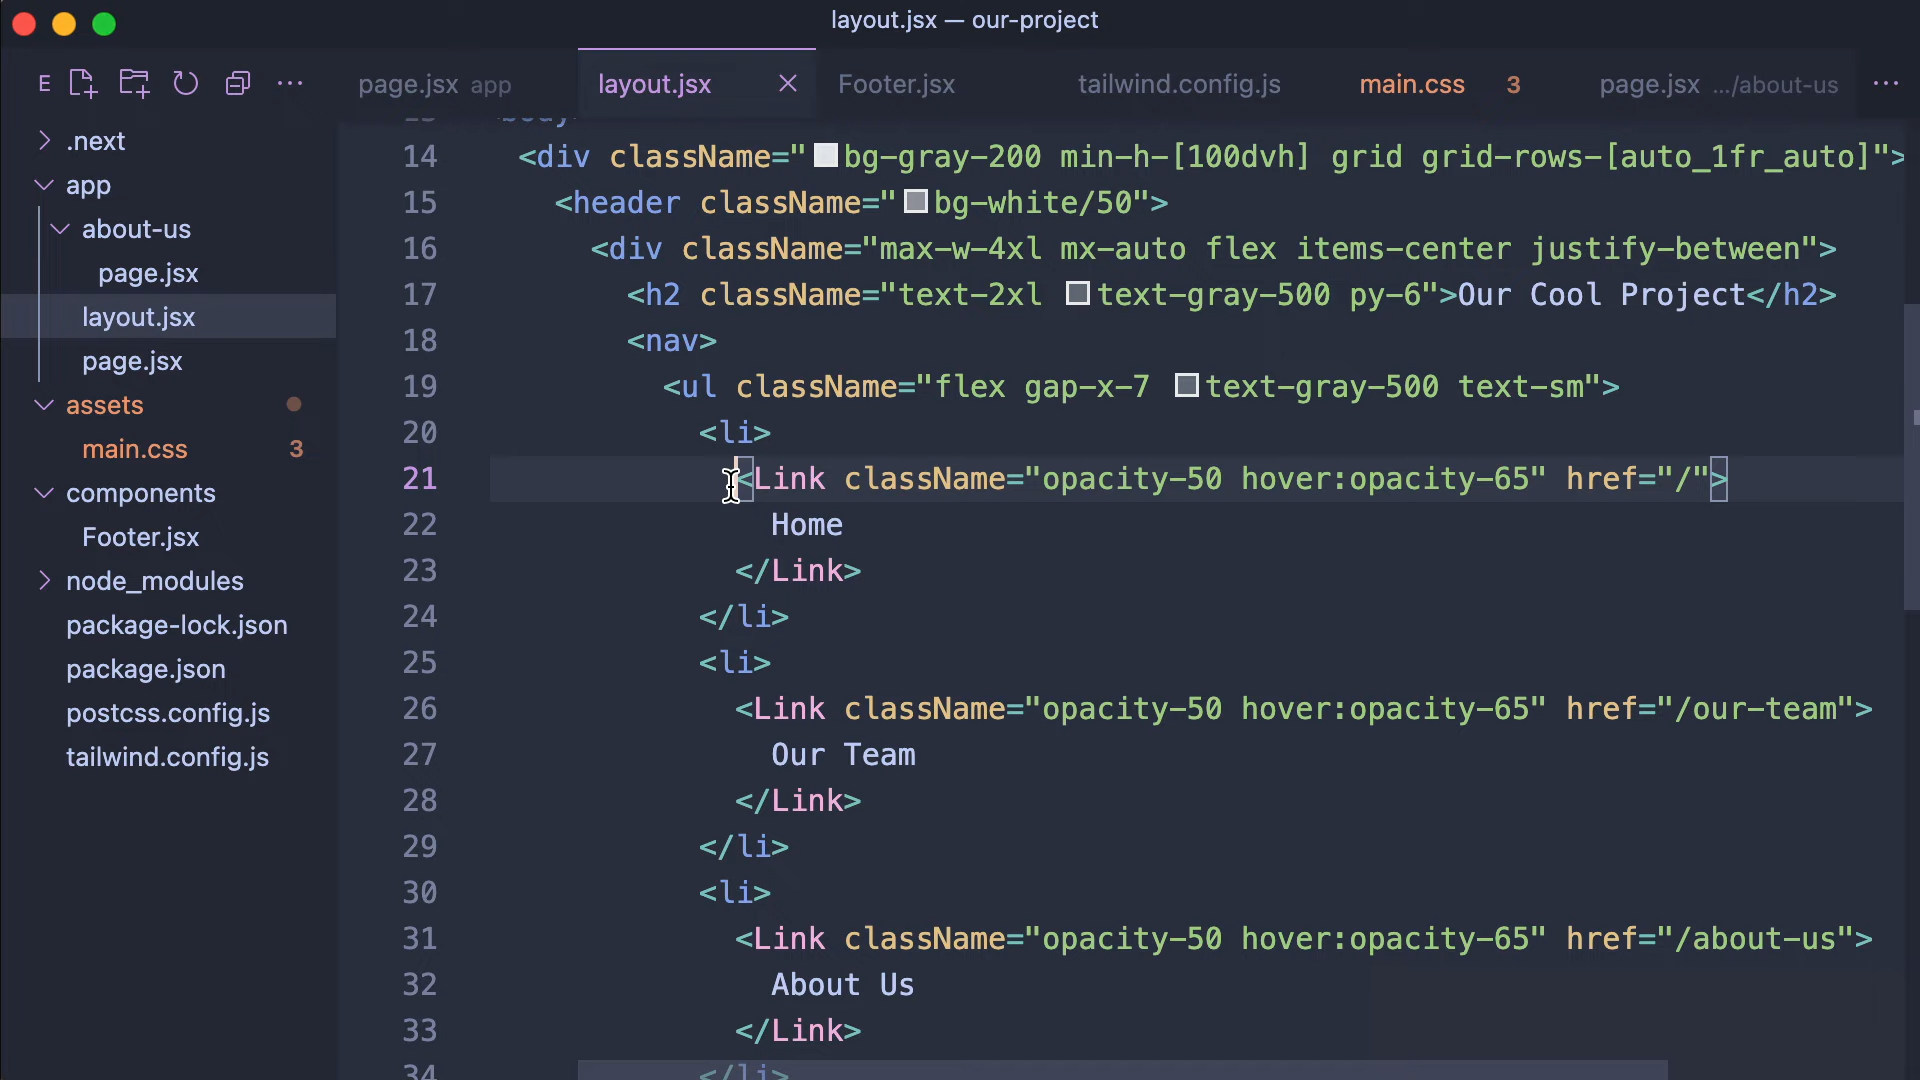 layout.jsx — our-project
E
page.jsx app
layout.jsx
Footer.jsx
tailwind.config.js
main.css 3
page.jsx .../about-us
.next
app
about-us
page.jsx
layout.jsx
page.jsx
assets
main.css 3
components
Footer.jsx
node_modules
package-lock.json
package.json
postcss.config.js
tailwind.config.js
13 <body>
14 <div className="bg-gray-200 min-h-[100dvh] grid grid-rows-[auto_1fr_auto]">
15 <header className="bg-white/50">
16 <div className="max-w-4xl mx-auto flex items-center justify-between">
17 <h2 className="text-2xl text-gray-500 py-6">Our Cool Project</h2>
18 <nav>
19 <ul className="flex gap-x-7 text-gray-500 text-sm">
20 <li>
21 <Link className="opacity-50 hover:opacity-65" href="/">
22 Home
23 </Link>
24 </li>
25 <li>
26 <Link className="opacity-50 hover:opacity-65" href="/our-team">
27 Our Team
28 </Link>
29 </li>
30 <li>
31 <Link className="opacity-50 hover:opacity-65" href="/about-us">
32 About Us
33 </Link>
34 </li>